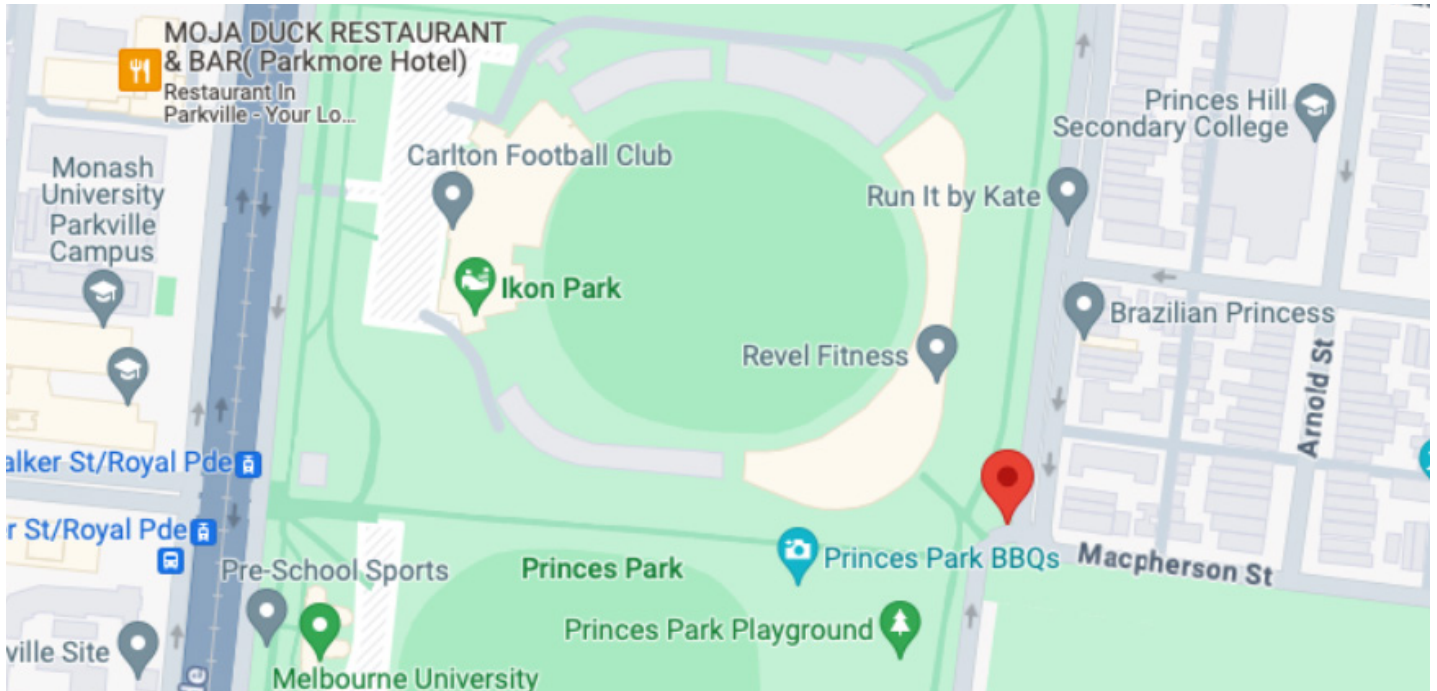 MOJA DUCK RESTAURANT
& BAR( Parkmore Hotel)
Restaurant In
Parkville - Your Lo...
Princes Hill
Secondary College
Carlton Football Club
Monash
University
Parkville
Campus
Run It by Kate
Ikon Park
Brazilian Princess
Revel Fitness
Arnold St
alker St/Royal Pde
r St/Royal Pde
Princes Park BBQs
Macpherson St
Pre-School Sports
Princes Park
Princes Park Playground
ville Site
Melbourne University
de